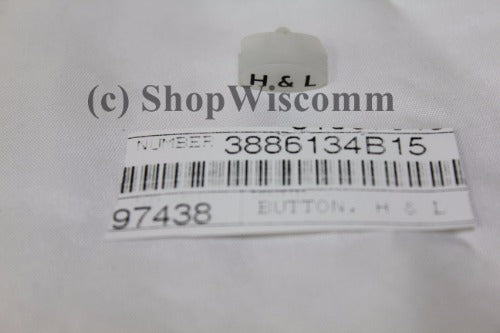 H & L
(c) ShopWiscomm
NUMBER 3886134B15
97438 BUTTON, H & L